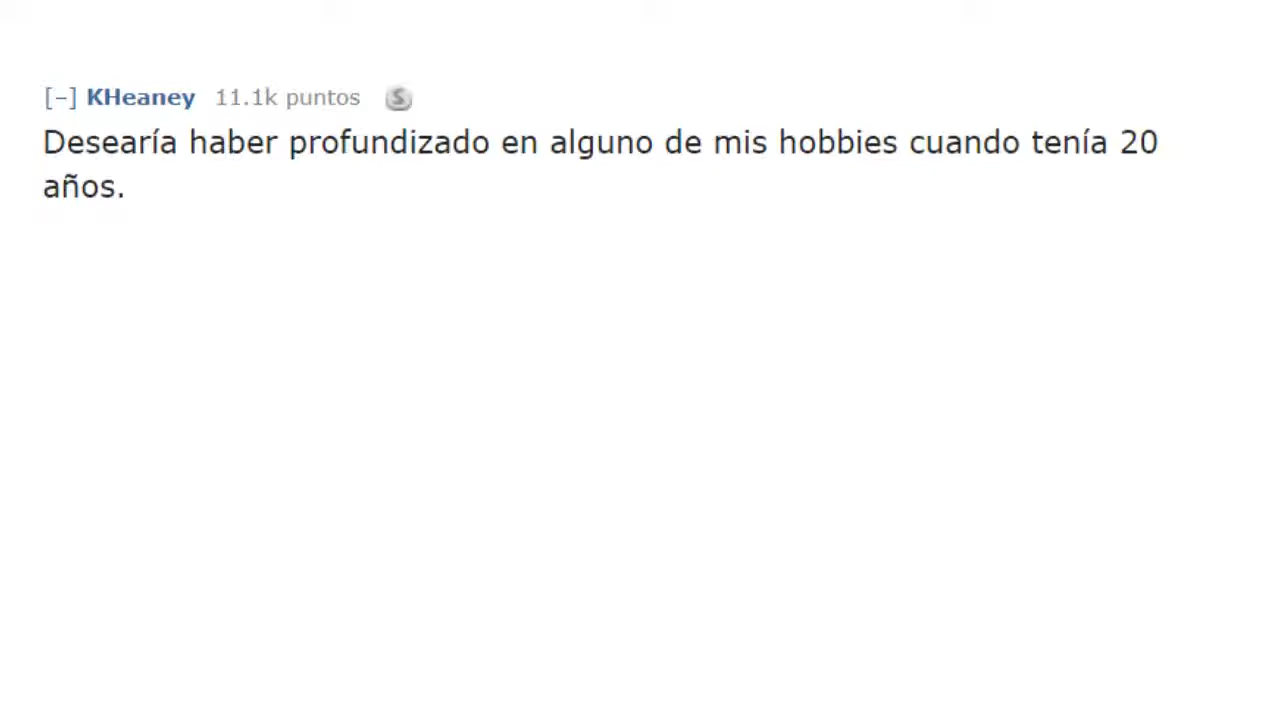 [–] KHeaney 11.1k puntos S
Desearía haber profundizado en alguno de mis hobbies cuando tenía 20
años.